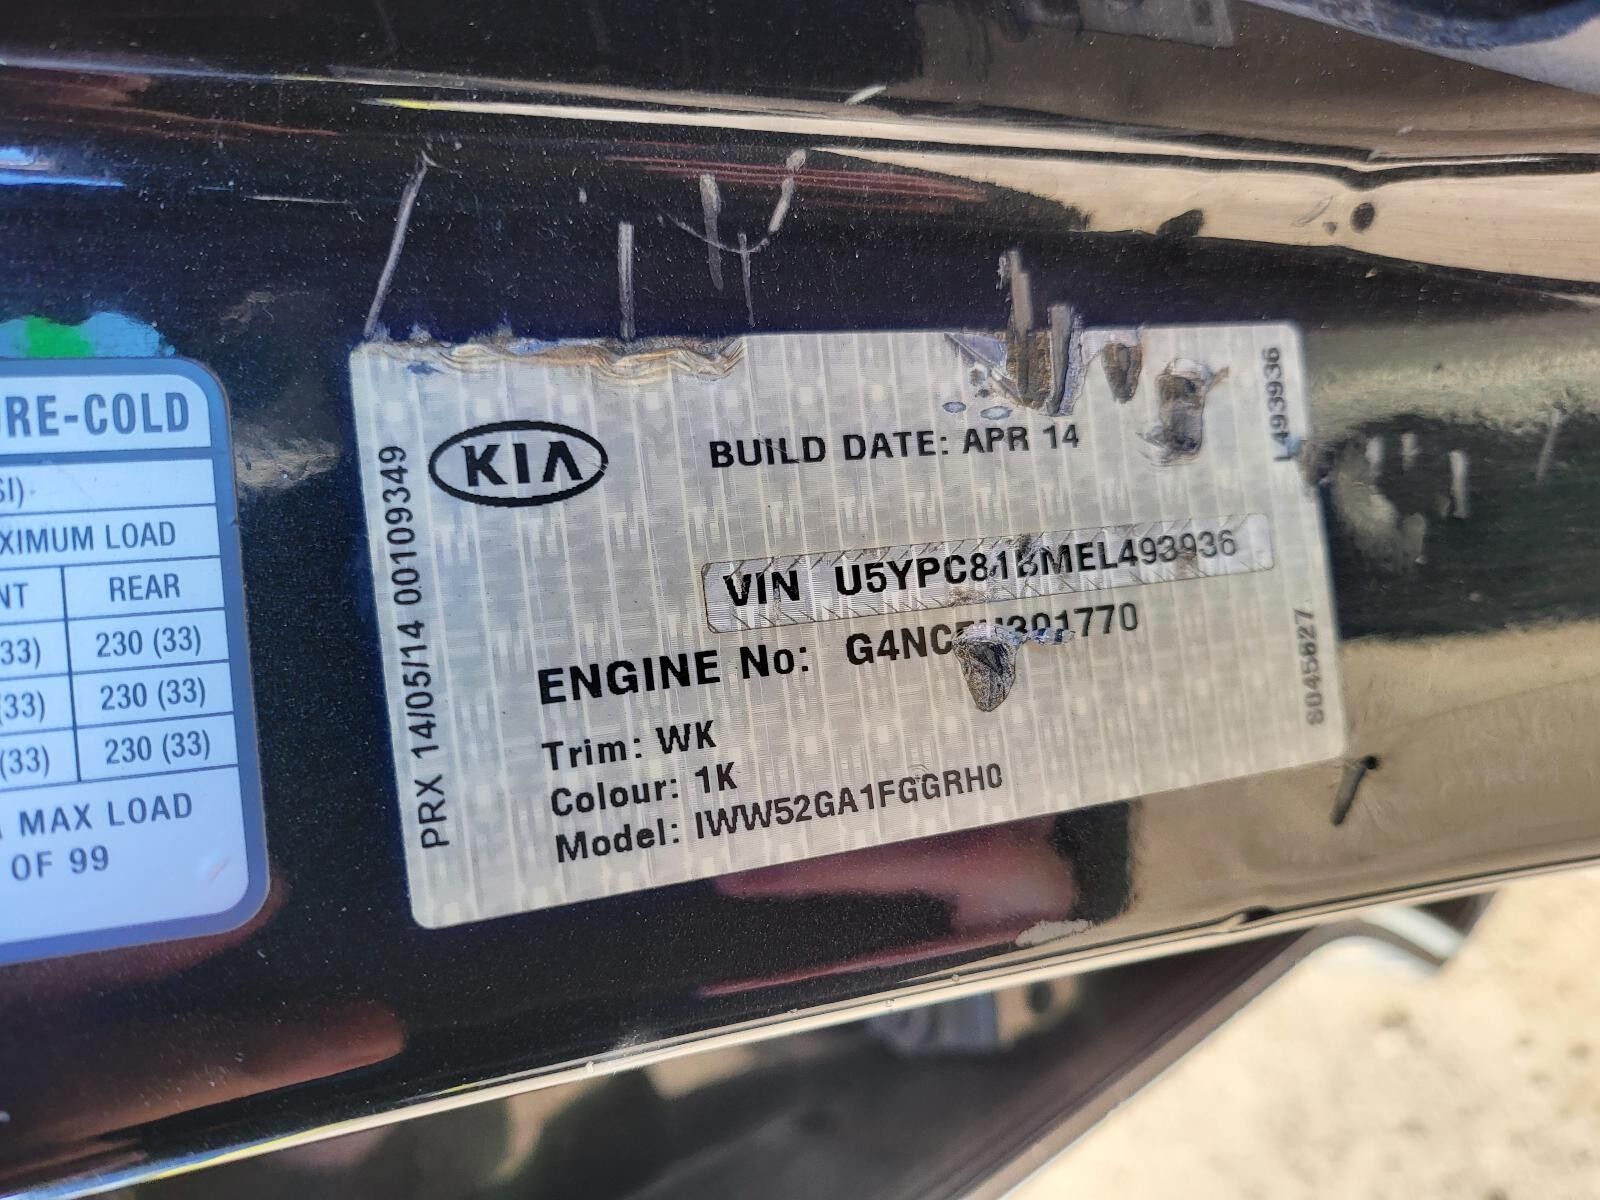 RE-COLD
SI)
XIMUM LOAD
NT REAR
33) 230 (33)
(33) 230 (33)
(33) 230 (33)
MAX LOAD
OF 99
PRX 14/05/14 00109349
KIA
BUILD DATE: APR 14
VIN
ENGINE No:
Trim: WK
Colour: 1K
Model: IWW52GA1FGGRH0
L493936
S045827